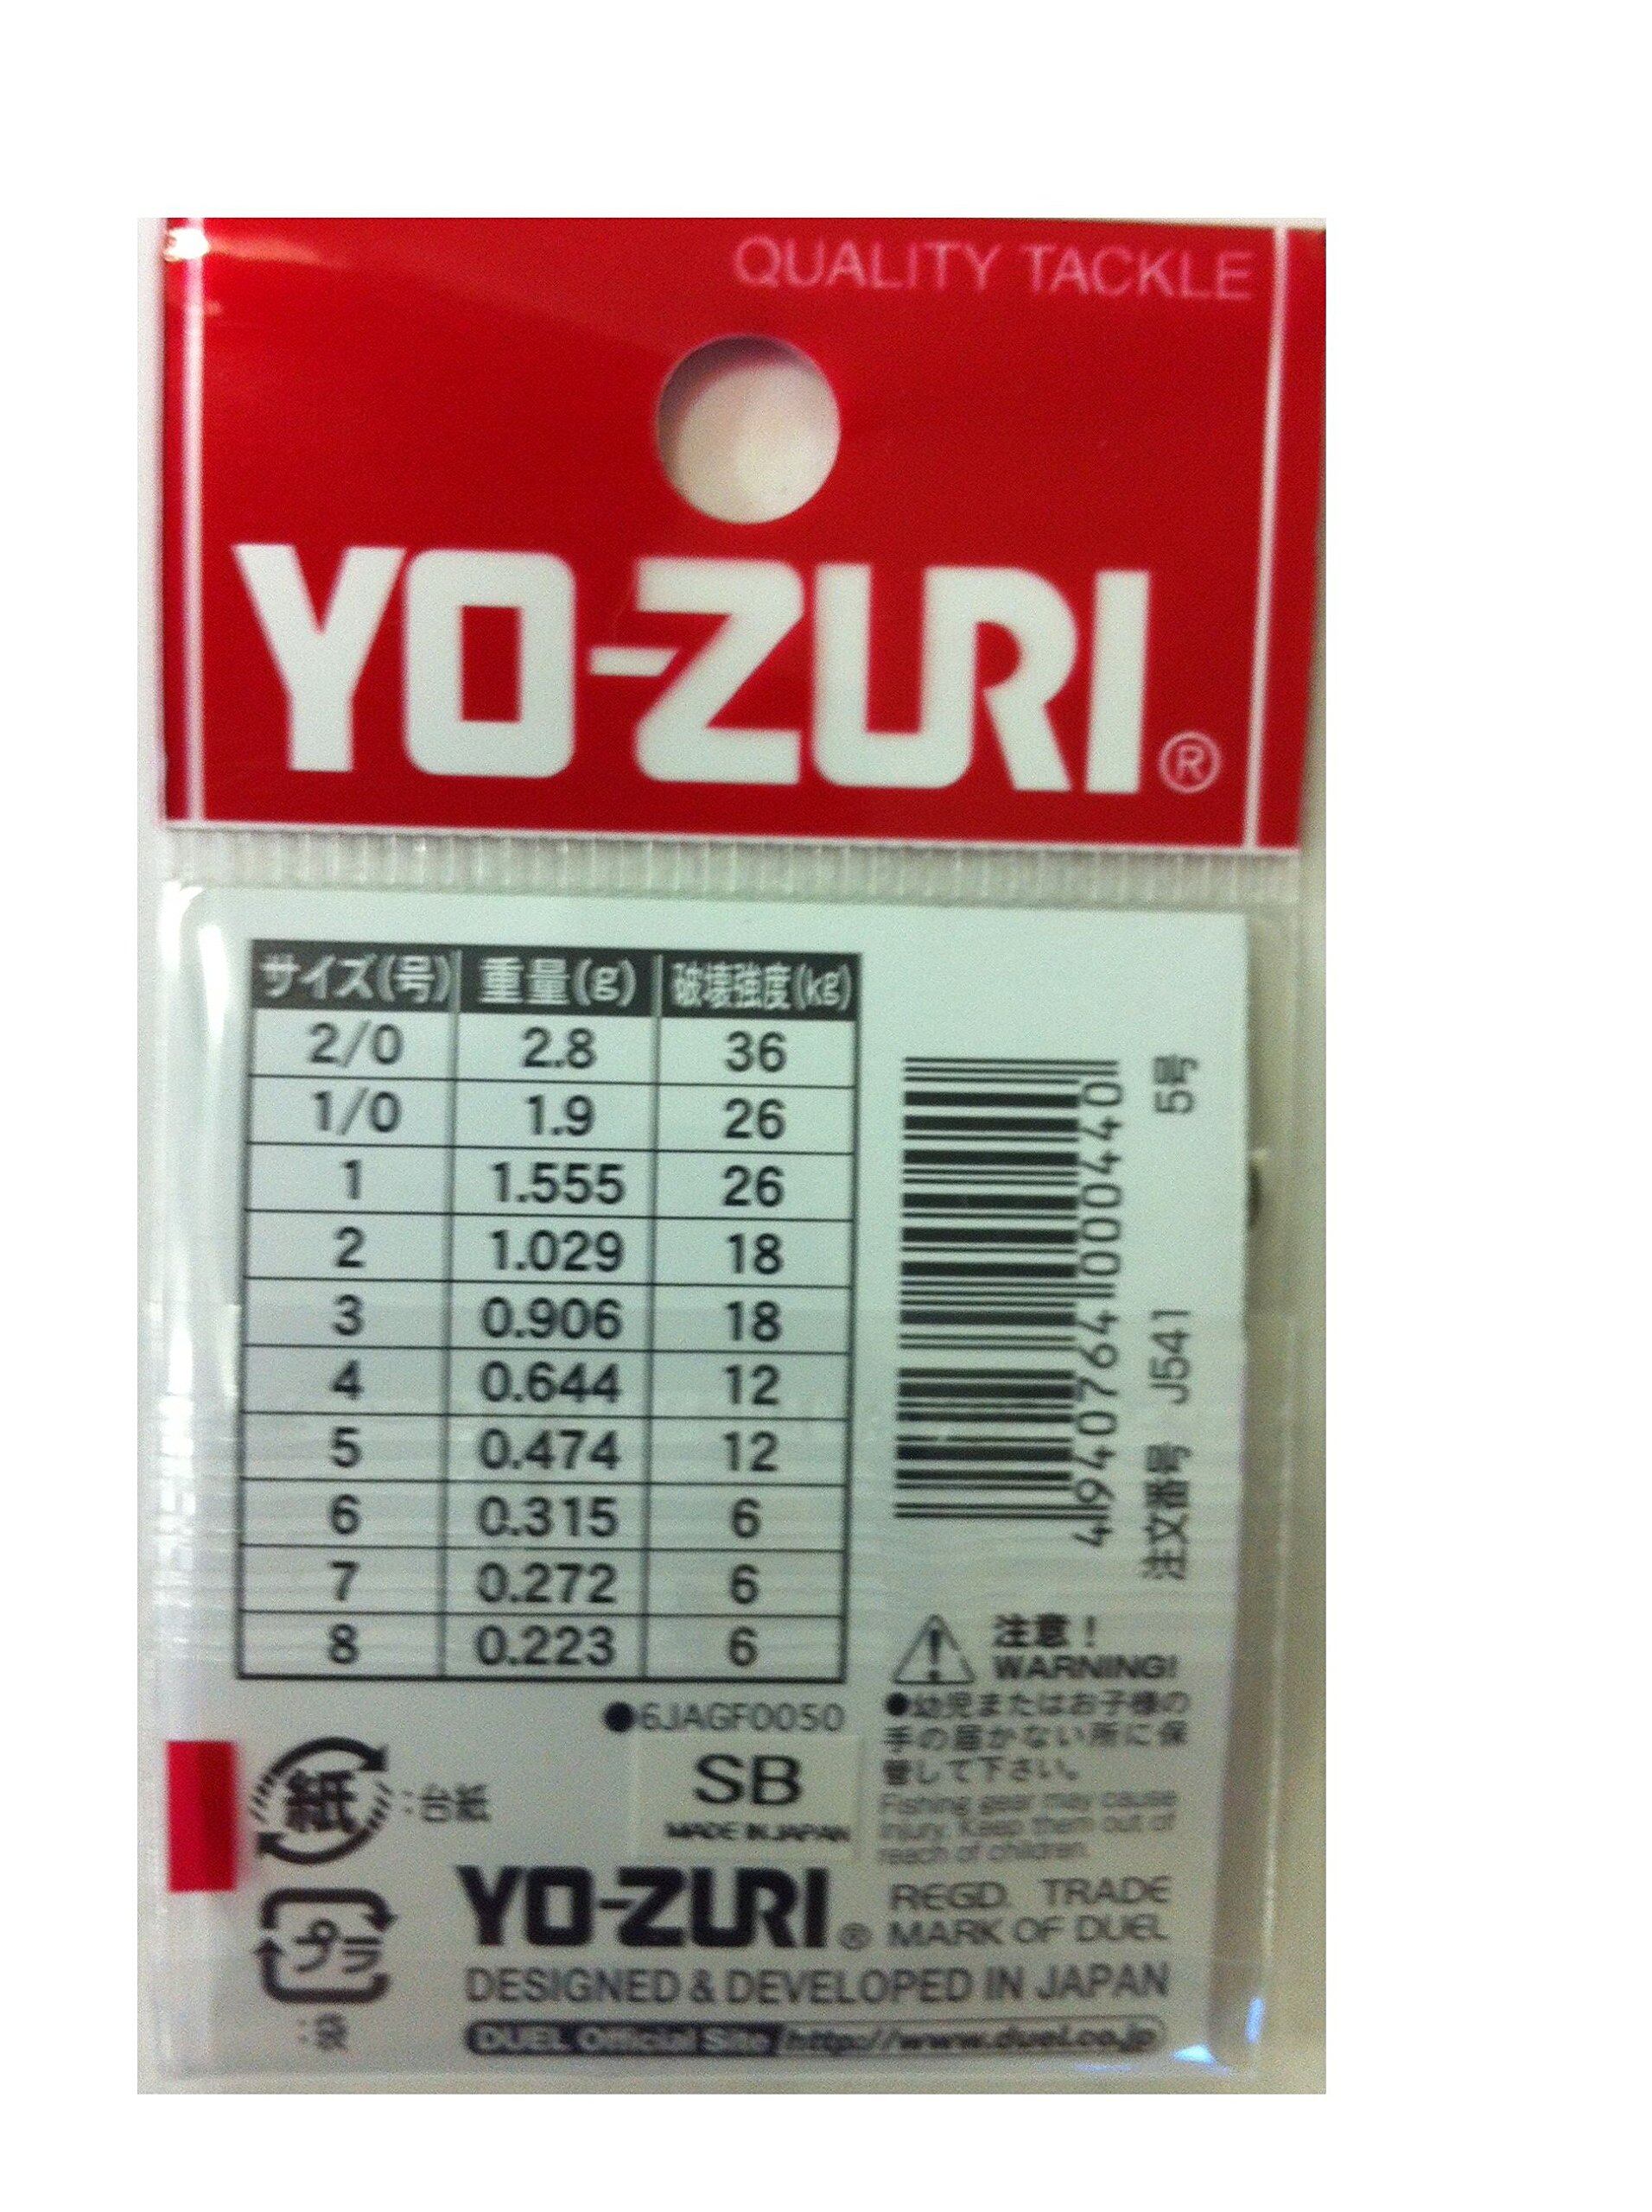 QUALITY TACKLE
YO-ZURI®
サイズ(号) 重量(g) 破壊強度(kg)
2/0 2.8 36
1/0 1.9 26
1 1.555 26
2 1.029 18
3 0.906 18
4 0.644 12
5 0.474 12
6 0.315 6
7 0.272 6
8 0.223 6
●6JAGF0050
4940764000440
注文番号 J541 5号
注意!
WARNING!
●幼児またはお子様の
手の届かない所に保
管して下さい。
Fishing gear may cause
injury. Keep them out of
reach of children.
紙 :台紙
SB
MADE IN JAPAN
プラ
:袋
YO-ZURI®
REGD. TRADE
MARK OF DUEL
DESIGNED & DEVELOPED IN JAPAN
DUEL Official Site http://www.duel.co.jp